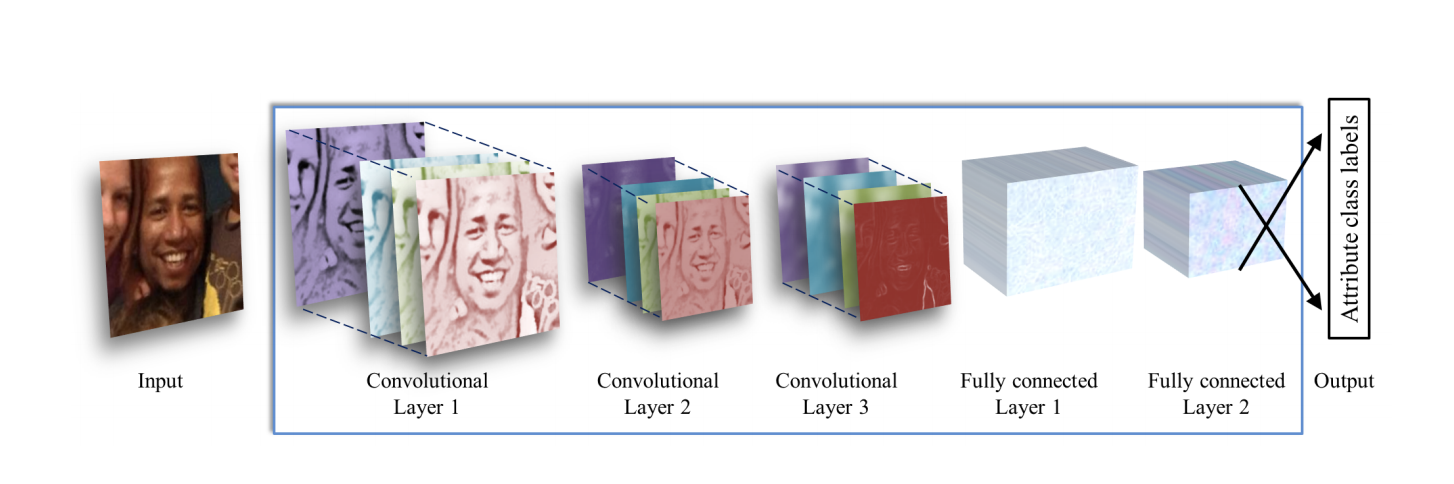 Input
Convolutional
Layer 1
Convolutional
Layer 2
Convolutional
Layer 3
Fully connected
Layer 1
Fully connected
Layer 2
Output
Attribute class labels